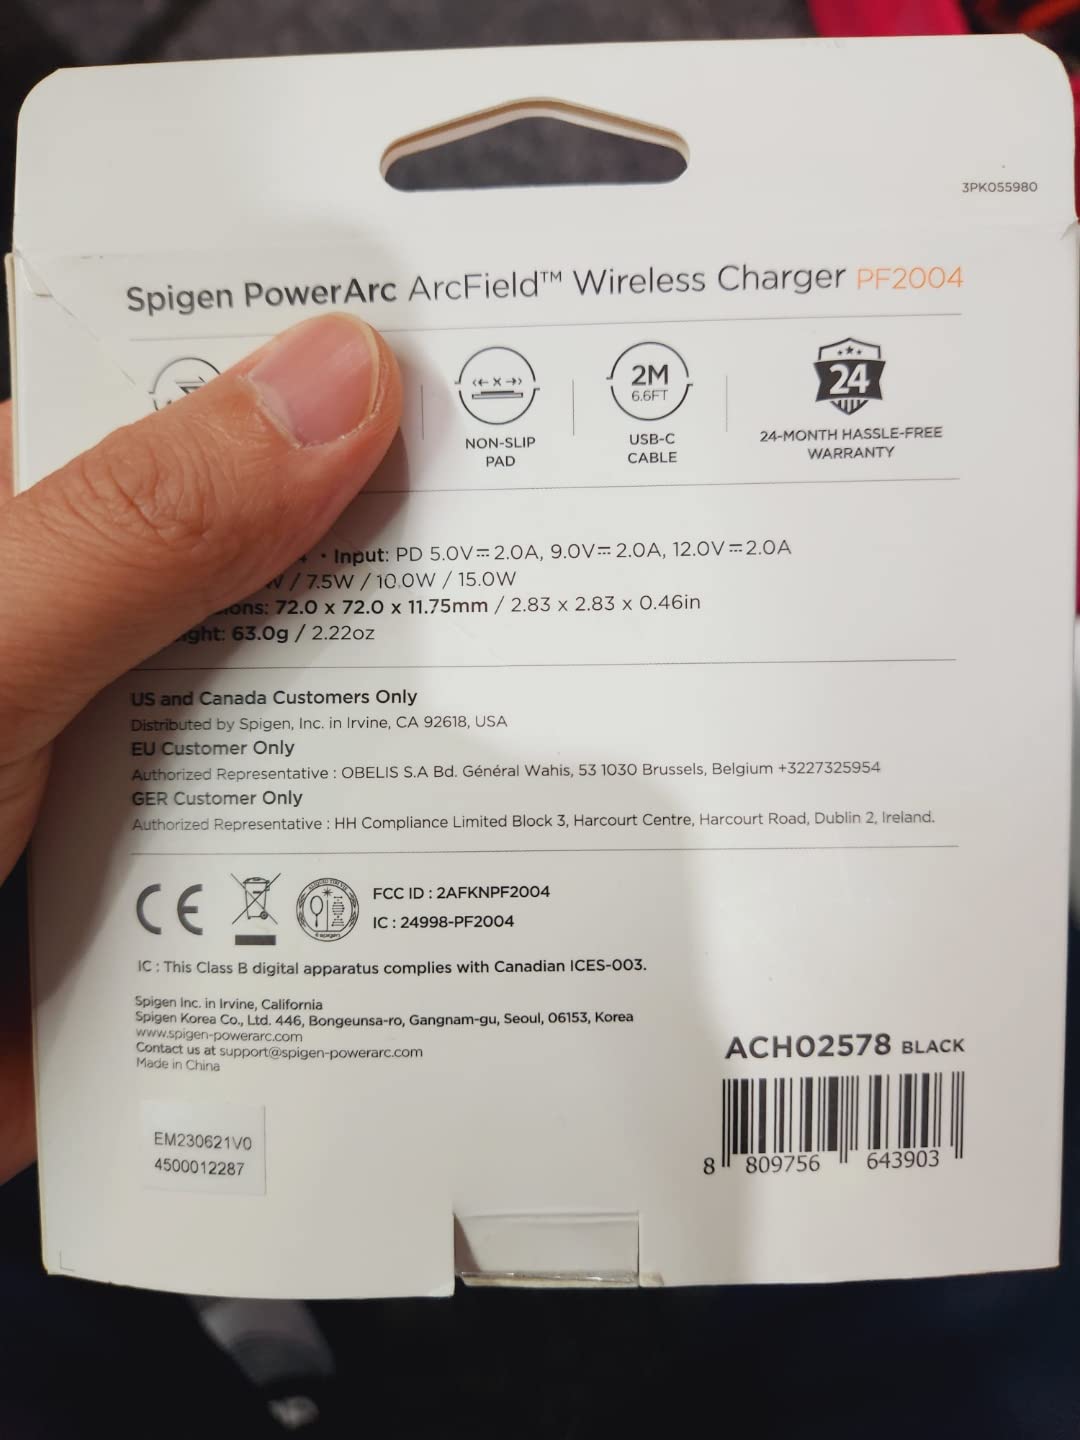 3PK055980
Spigen PowerArc ArcField™ Wireless Charger PF2004
NON-SLIP
PAD
2M
6.6FT
USB-C
CABLE
24
24-MONTH HASSLE-FREE
WARRANTY
• Input: PD 5.0V⎓2.0A, 9.0V⎓2.0A, 12.0V⎓2.0A
/ 7.5W / 10.0W / 15.0W
72.0 x 72.0 x 11.75mm / 2.83 x 2.83 x 0.46in
63.0g / 2.22oz
US and Canada Customers Only
Distributed by Spigen, Inc. in Irvine, CA 92618, USA
EU Customer Only
Authorized Representative : OBELIS S.A Bd. Général Wahis, 53 1030 Brussels, Belgium +3227325954
GER Customer Only
Authorized Representative : HH Compliance Limited Block 3, Harcourt Centre, Harcourt Road, Dublin 2, Ireland.
CE
FCC ID : 2AFKNPF2004
IC : 24998-PF2004
IC : This Class B digital apparatus complies with Canadian ICES-003.
Spigen Inc. in Irvine, California
Spigen Korea Co., Ltd. 446, Bongeunsa-ro, Gangnam-gu, Seoul, 06153, Korea
www.spigen-powerarc.com
Contact us at support@spigen-powerarc.com
Made in China
ACH02578 BLACK
8 809756 643903
EM230621V0
4500012287